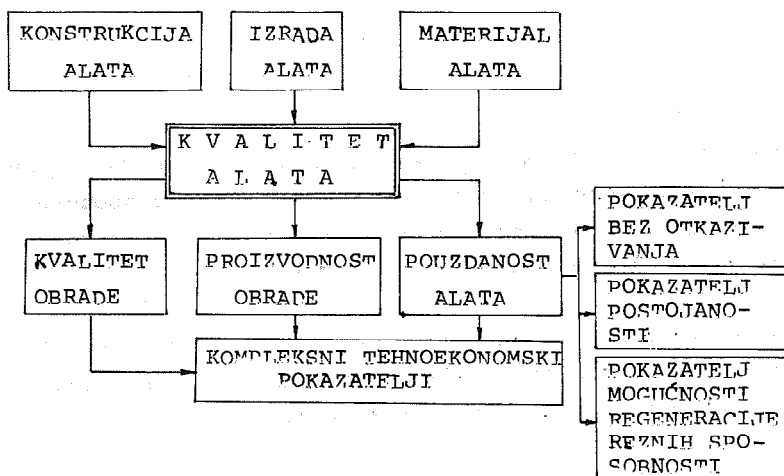 KONSTRUKCIJA
ALATA
IZRADA
ALATA
MATERIJAL
ALATA
K V A L I T E T
A L A T A
KVALITET
OBRADE
PROIZVODNOST
OBRADE
POUZDANOST
ALATA
POKAZATELJ
BEZ OTKAZI-
VANJA
POKAZATELJ
POSTOJANO-
STI
POKAZATELJ
MOGUĆNOSTI
REGENERACIJE
REZNIH SPO-
SOBNOSTI
KOMPLEKSNI TEHNOEKONOMSKI
POKAZATELJI